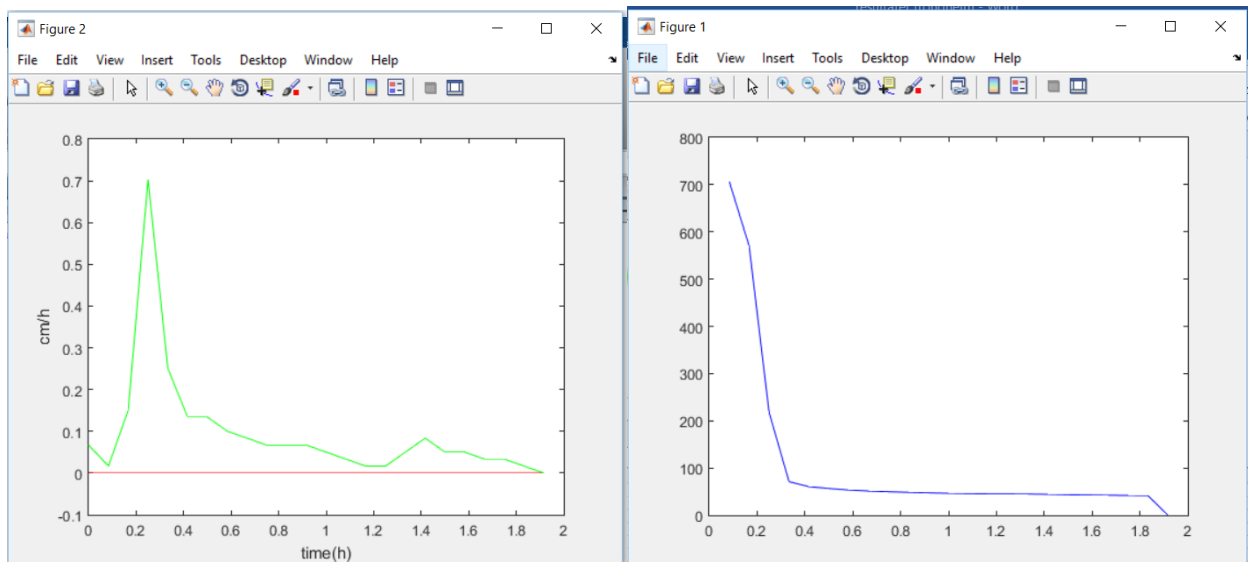 resultater trondheim - Word
Figure 2
File Edit View Insert Tools Desktop Window Help
0.8
0.7
0.6
0.5
0.4
0.3
0.2
0.1
0
-0.1
cm/h
0 0.2 0.4 0.6 0.8 1 1.2 1.4 1.6 1.8 2
time(h)
Figure 1
File Edit View Insert Tools Desktop Window Help
800
700
600
500
400
300
200
100
0
0 0.2 0.4 0.6 0.8 1 1.2 1.4 1.6 1.8 2